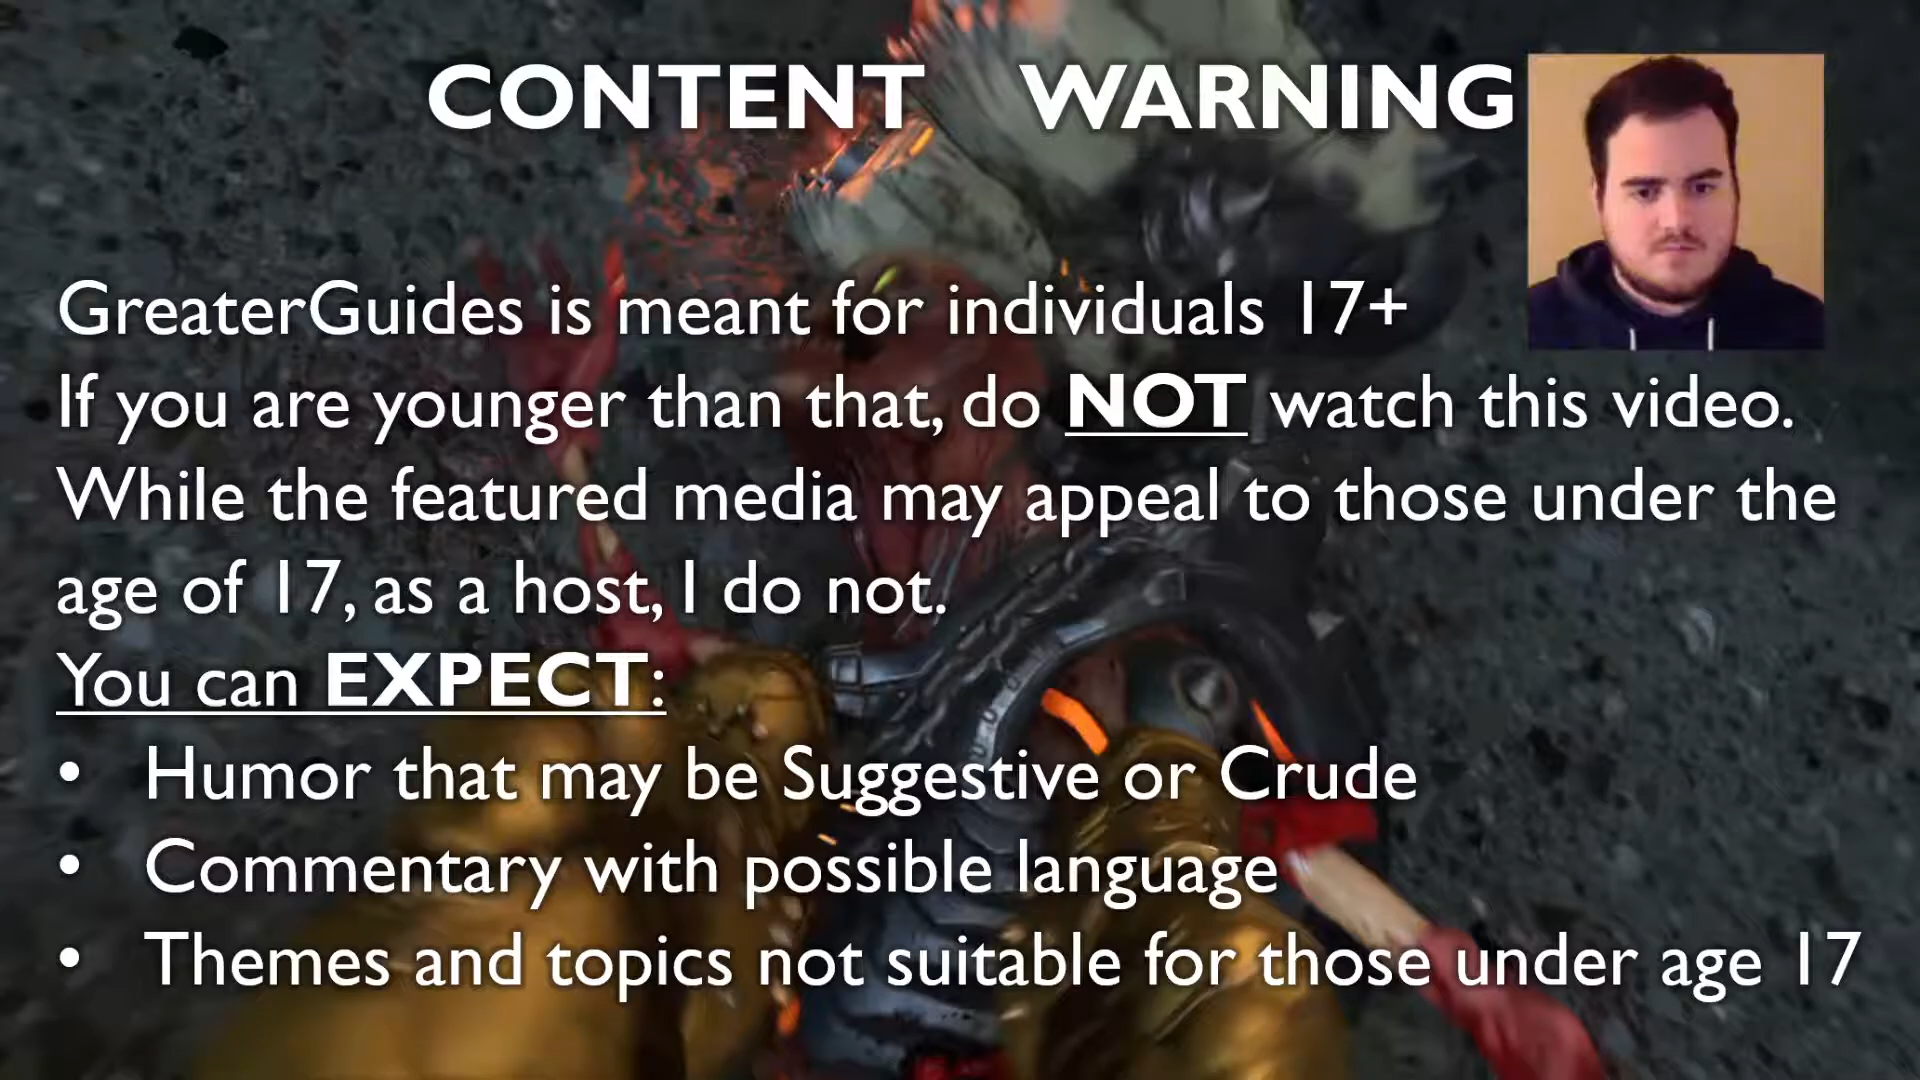 CONTENT WARNING
GreaterGuides is meant for individuals 17+
If you are younger than that, do NOT watch this video.
While the featured media may appeal to those under the
age of 17, as a host, I do not.
You can EXPECT:
• Humor that may be Suggestive or Crude
• Commentary with possible language
• Themes and topics not suitable for those under age 17